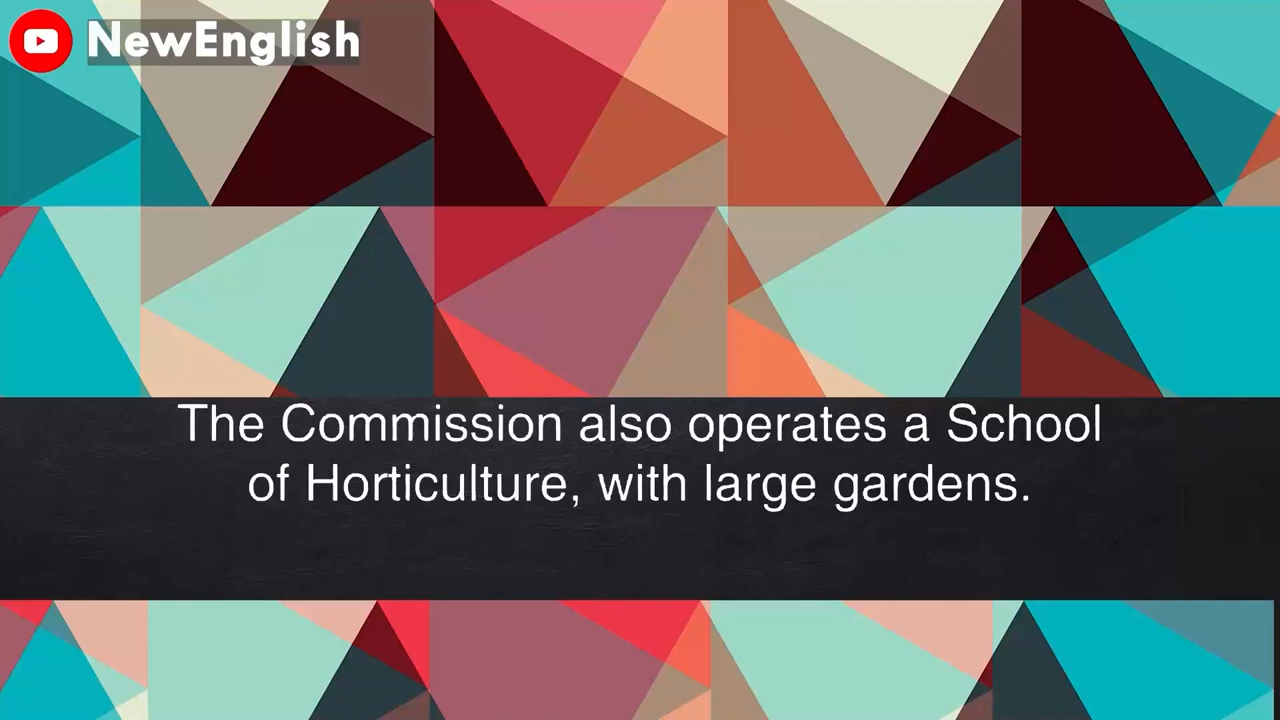 NewEnglish
The Commission also operates a School
of Horticulture, with large gardens.